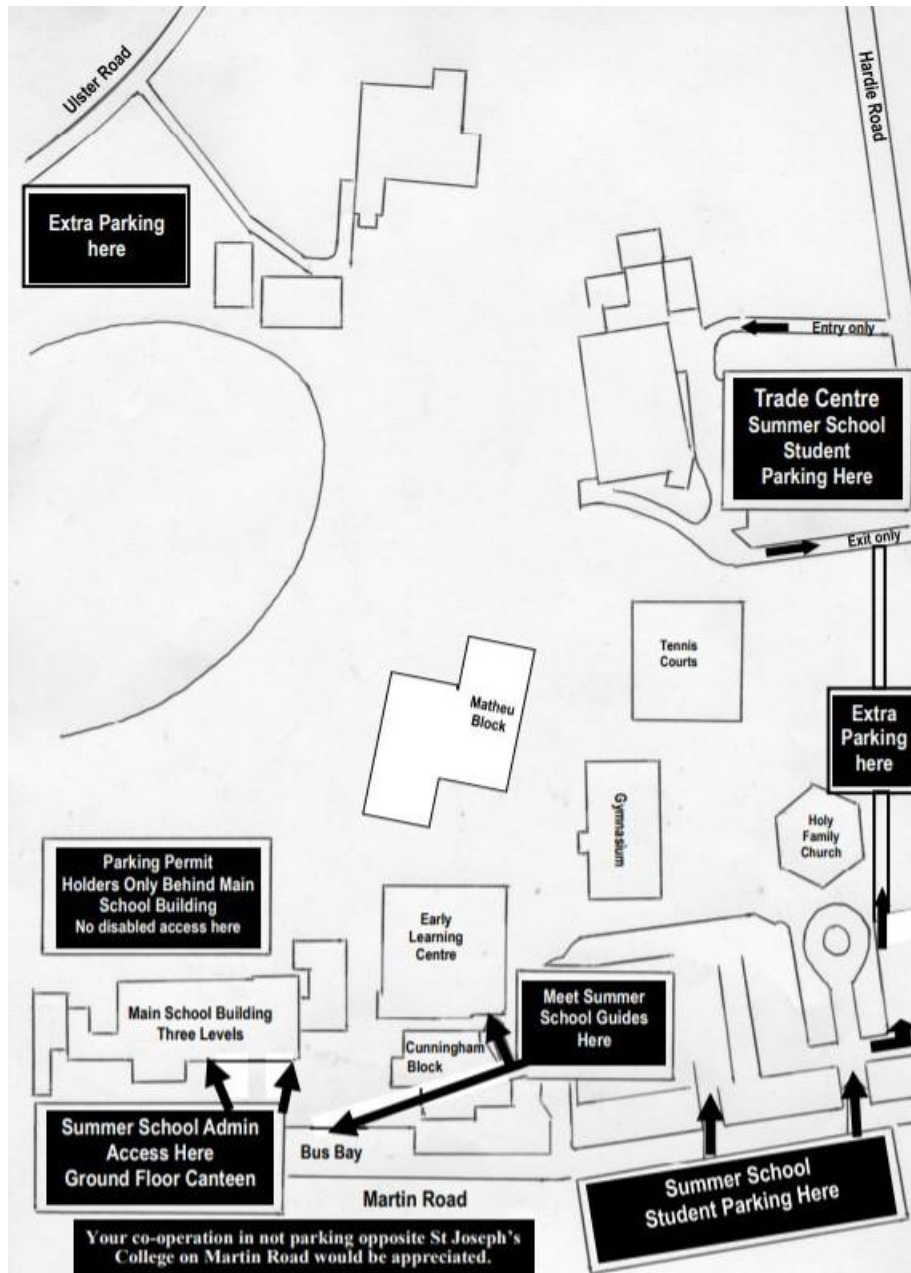 Ulster Road
Hardie Road
Extra Parking
here
Entry only
Trade Centre
Summer School
Student
Parking Here
Exit only
Tennis
Courts
Matheu
Block
Extra
Parking
here
Gymnasium
Holy
Family
Church
Parking Permit
Holders Only Behind Main
School Building
No disabled access here
Early
Learning
Centre
Main School Building
Three Levels
Meet Summer
School Guides
Here
Cunningham
Block
Summer School Admin
Access Here
Ground Floor Canteen
Bus Bay
Martin Road
Summer School
Student Parking Here
Your co-operation in not parking opposite St Joseph's
College on Martin Road would be appreciated.